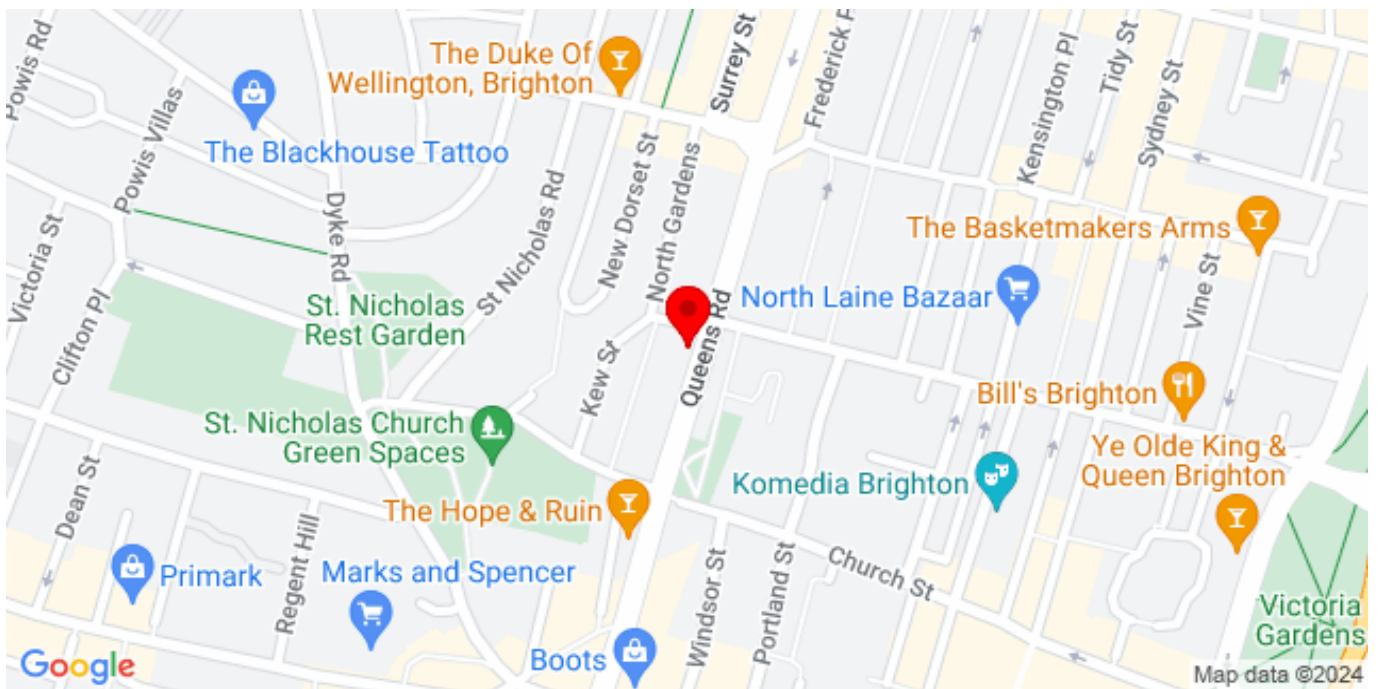 Powis Rd
Powis Villas
The Duke Of
Wellington, Brighton
Surrey St
Kensington Pl
Tidy St
Sydney St
The Blackhouse Tattoo
Dyke Rd
St Nicholas Rd
New Dorset St
North Gardens
Victoria St
Clifton Pl
The Basketmakers Arms
Vine St
St. Nicholas
Rest Garden
Queens Rd
North Laine Bazaar
Kew St
Bill's Brighton
St. Nicholas Church
Green Spaces
Ye Olde King &
Queen Brighton
Komedia Brighton
Dean St
The Hope & Ruin
Regent Hill
Primark
Marks and Spencer
Windsor St
Portland St
Church St
Boots
Victoria
Gardens
Google
Map data ©2024